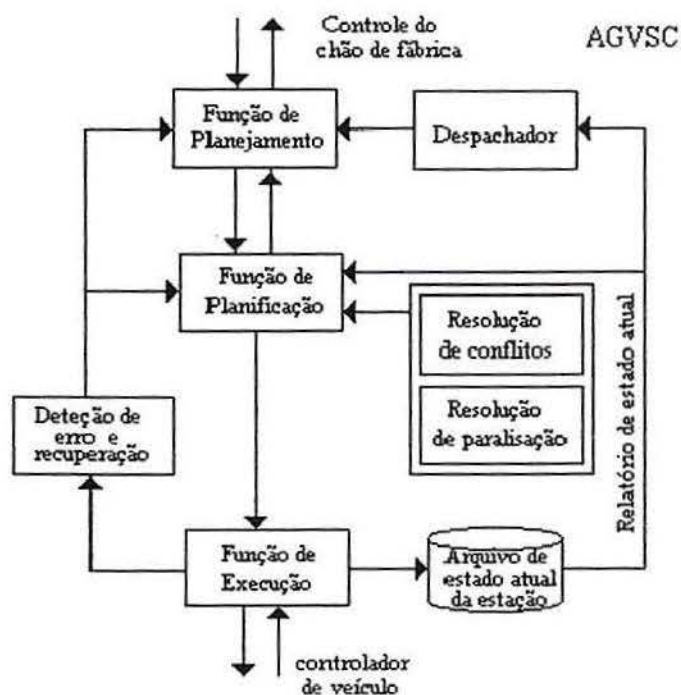 Controle do
chão de fábrica
AGVSC
Função de
Planejamento
Despachador
Função de
Planificação
Resolução
de conflitos
Resolução
de paralisação
Relatório de estado atual
Deteção de
erro e
recuperação
Função de
Execução
Arquivo de
estado atual
da estação
controlador
de veículo